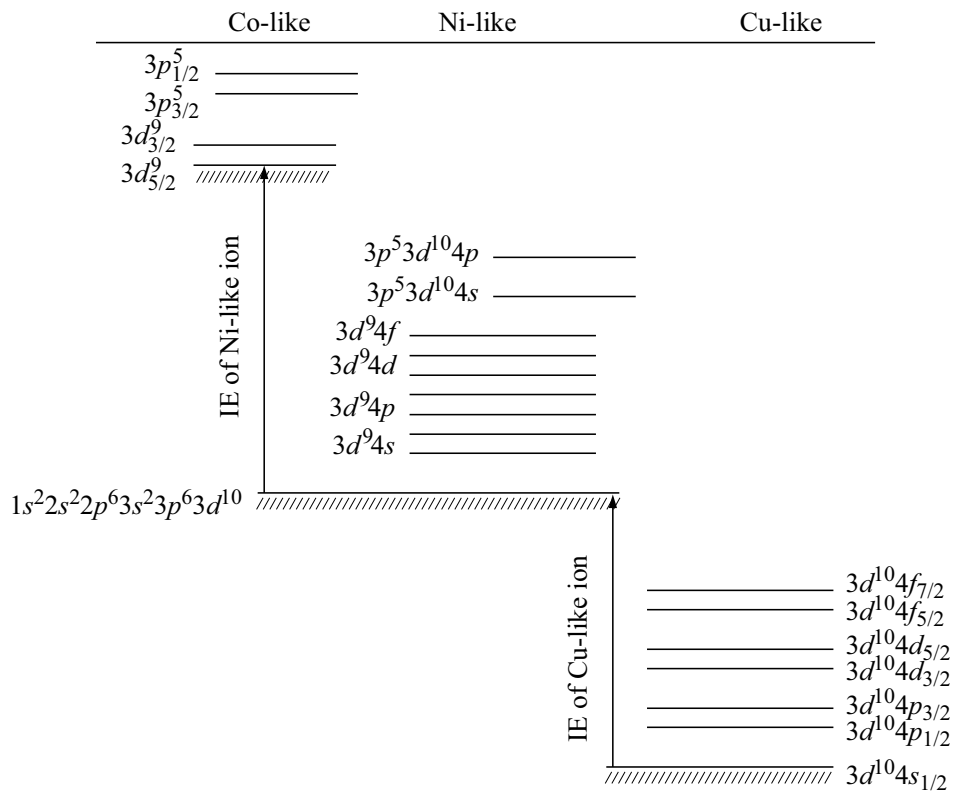 Co-like Ni-like Cu-like
3p⁵₁/₂
3p⁵₃/₂
3d⁹₃/₂
3d⁹₅/₂
IE of Ni-like ion
3p⁵3d¹⁰4p
3p⁵3d¹⁰4s
3d⁹4f
3d⁹4d
3d⁹4p
3d⁹4s
1s²2s²2p⁶3s²3p⁶3d¹⁰
IE of Cu-like ion
3d¹⁰4f₇/₂
3d¹⁰4f₅/₂
3d¹⁰4d₅/₂
3d¹⁰4d₃/₂
3d¹⁰4p₃/₂
3d¹⁰4p₁/₂
3d¹⁰4s₁/₂